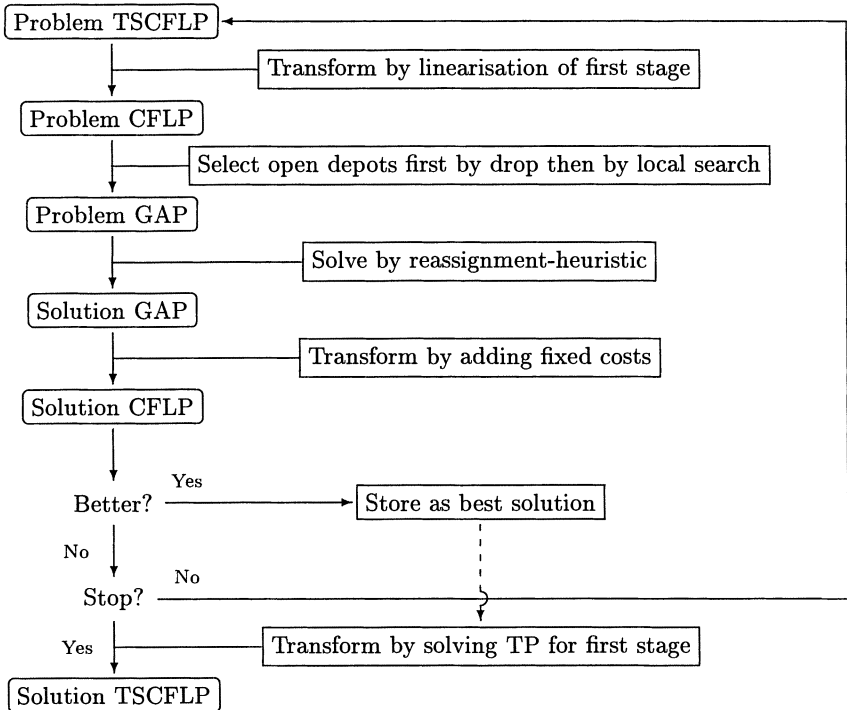 Problem TSCFLP
Transform by linearisation of first stage
Problem CFLP
Select open depots first by drop then by local search
Problem GAP
Solve by reassignment-heuristic
Solution GAP
Transform by adding fixed costs
Solution CFLP
Yes
Better?
Store as best solution
No
No
Stop?
Yes
Transform by solving TP for first stage
Solution TSCFLP